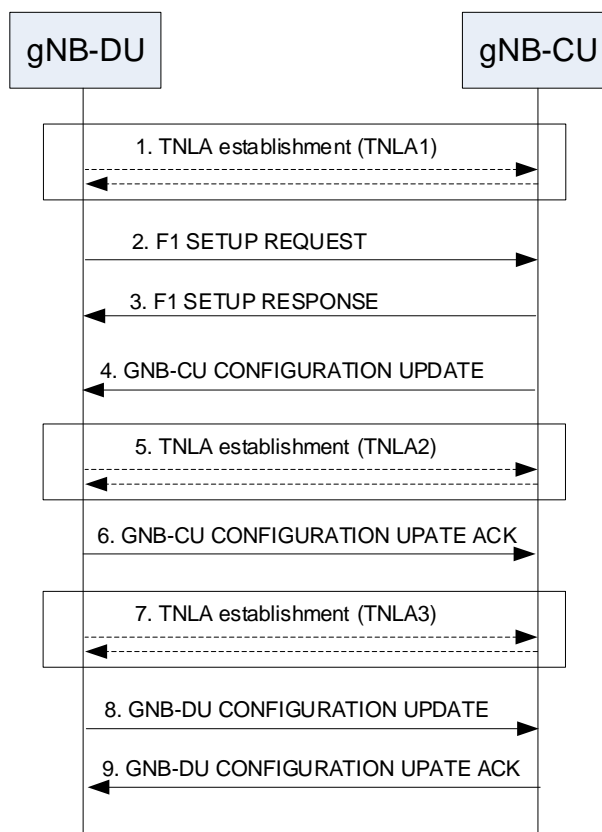 gNB-DU
gNB-CU
1. TNLA establishment (TNLA1)
2. F1 SETUP REQUEST
3. F1 SETUP RESPONSE
4. GNB-CU CONFIGURATION UPDATE
5. TNLA establishment (TNLA2)
6. GNB-CU CONFIGURATION UPATE ACK
7. TNLA establishment (TNLA3)
8. GNB-DU CONFIGURATION UPDATE
9. GNB-DU CONFIGURATION UPATE ACK